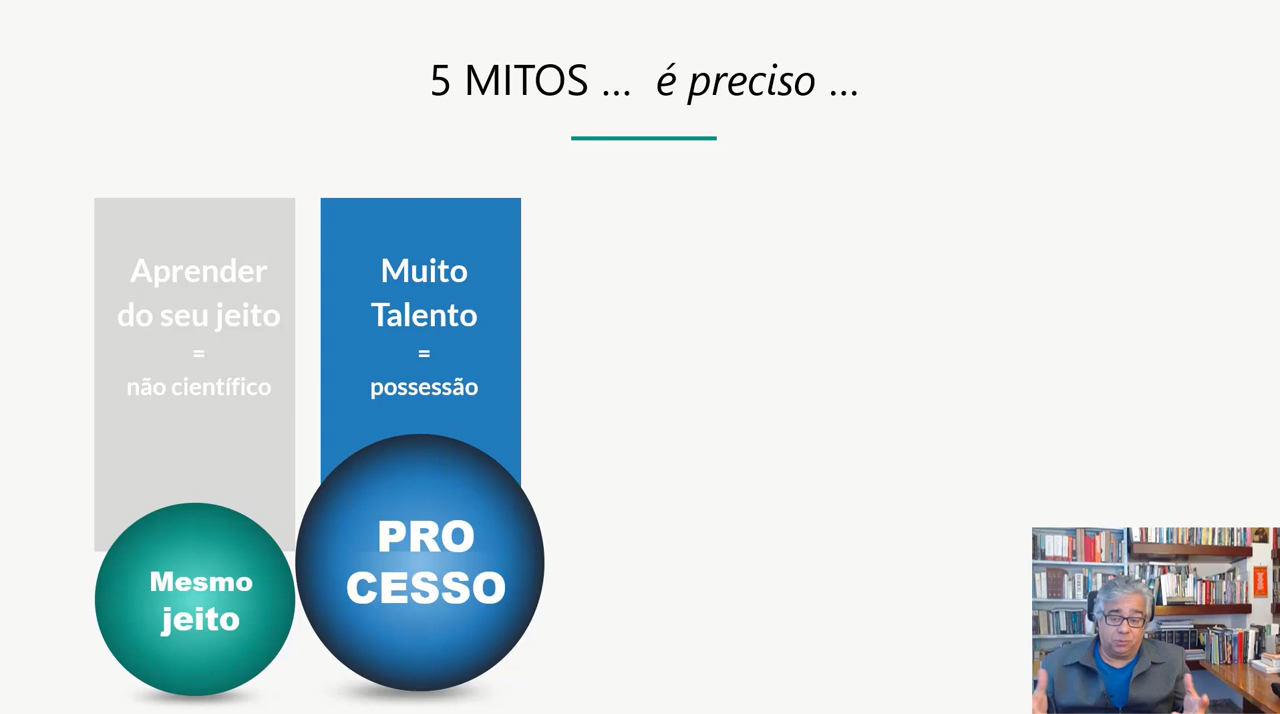 5 MITOS ... é preciso ...
Aprender
do seu jeito
=
não científico
Mesmo
jeito
Muito
Talento
=
possessão
PRO
CESSO